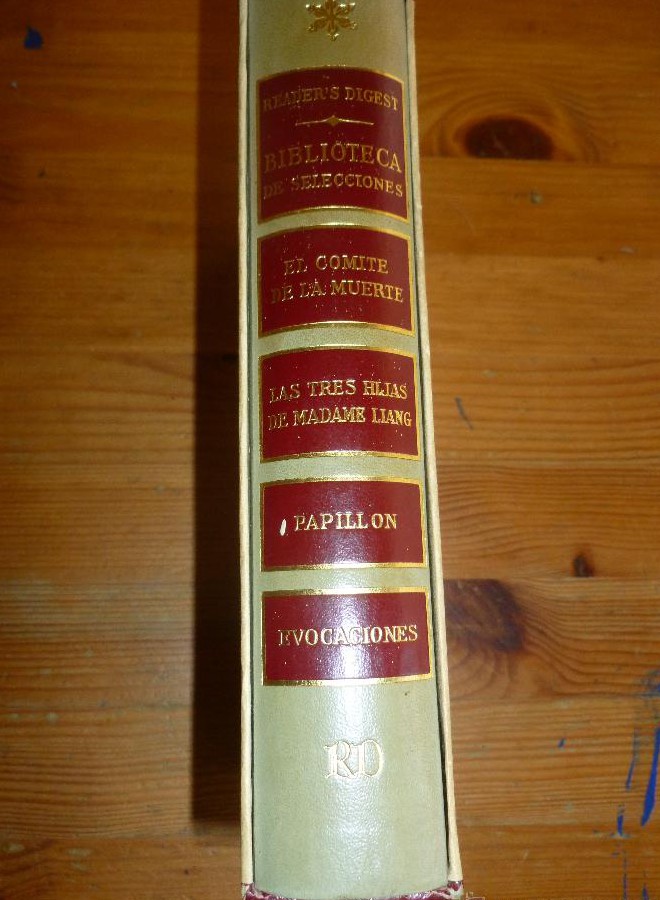 READER'S DIGEST
BIBLIOTECA
DE SELECCIONES
EL COMITE
DE LA MUERTE
LAS TRES HIJAS
DE MADAME LIANG
PAPILLON
EVOCACIONES
RD